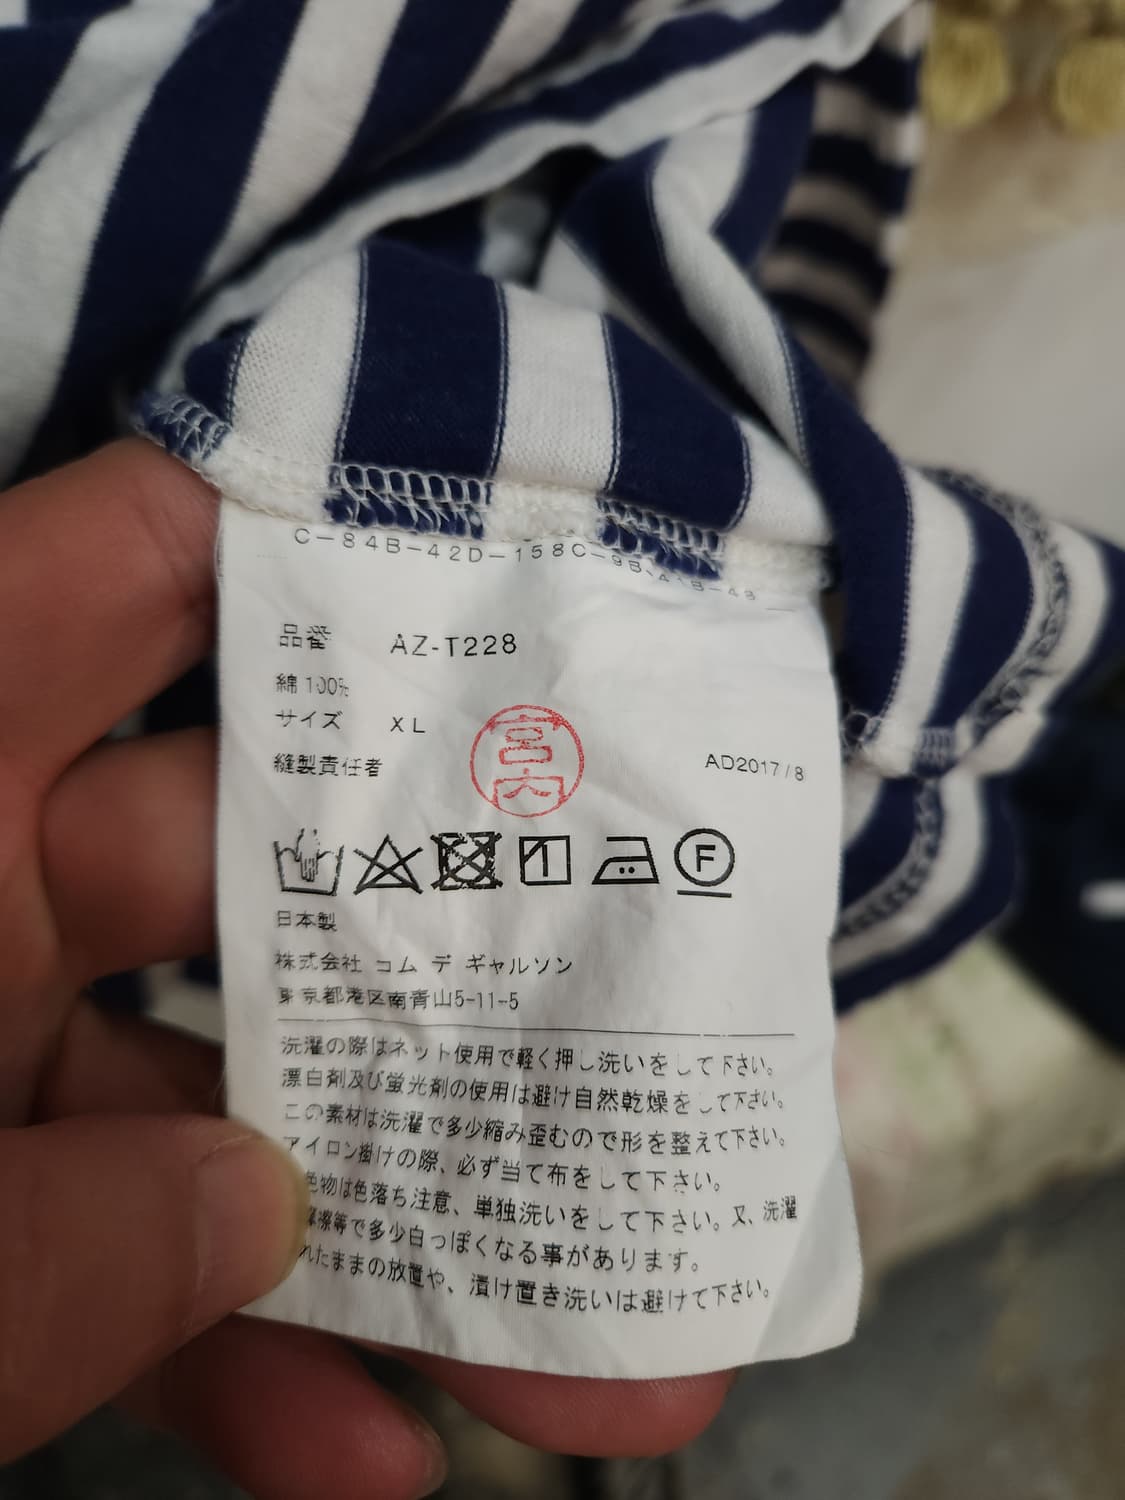 C-84B-42D-158C-9B、41B-43
品番 AZ-T228
綿 100%
サイズ XL
宮内
縫製責任者
AD2017/8
F
日本製
株式会社 コム デ ギャルソン
東京都港区南青山5-11-5
洗濯の際はネット使用で軽く押し洗いをして下さい。
漂白剤及び蛍光剤の使用は避け自然乾燥をして下さい。
この素材は洗濯で多少縮み歪むので形を整えて下さい。
アイロン掛けの際、必ず当て布をして下さい。
色物は色落ち注意、単独洗いをして下さい。又、洗濯
摩擦等で多少白っぽくなる事があります。
れたままの放置や、漬け置き洗いは避けて下さい。